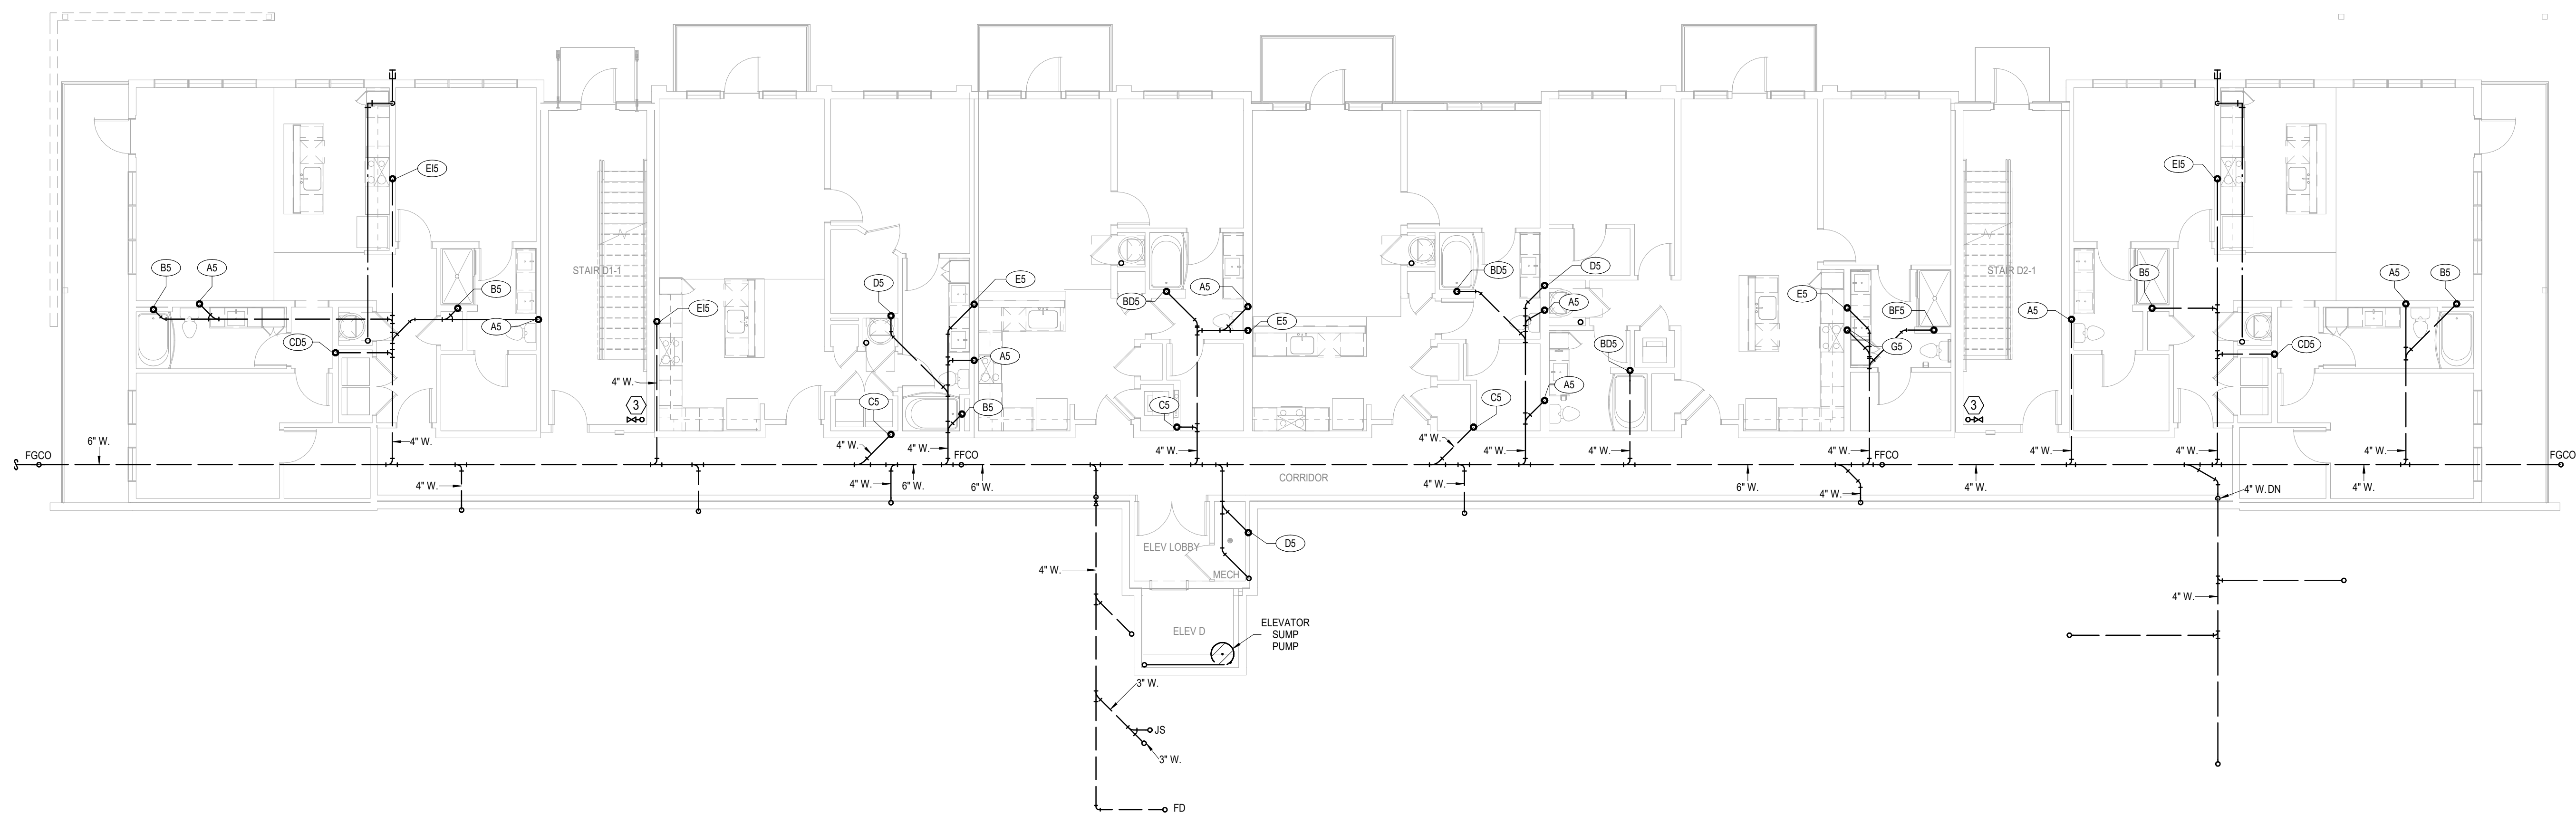 EI5
EI5
B5
A5
B5
A5
CD5
STAIR D1-1
EI5
4" W.
3
D5
E5
A5
C5
B5
BD5
A5
E5
C5
BD5
D5
A5
BD5
A5
C5
E5
BF5
G5
STAIR D2-1
3
A5
B5
CD5
A5
B5
FGCO
6" W.
4" W.
4" W.
4" W.
4" W.
4" W.
6" W.
FFCO
6" W.
4" W.
CORRIDOR
4" W.
4" W.
4" W.
4" W.
6" W.
4" W.
4" W.
FFCO
4" W.
4" W.
4" W.
4" W. DN
4" W.
4" W.
FGCO
ELEV LOBBY
D5
MECH
4" W.
ELEV D
ELEVATOR
SUMP
PUMP
4" W.
3" W.
JS
3" W.
FD